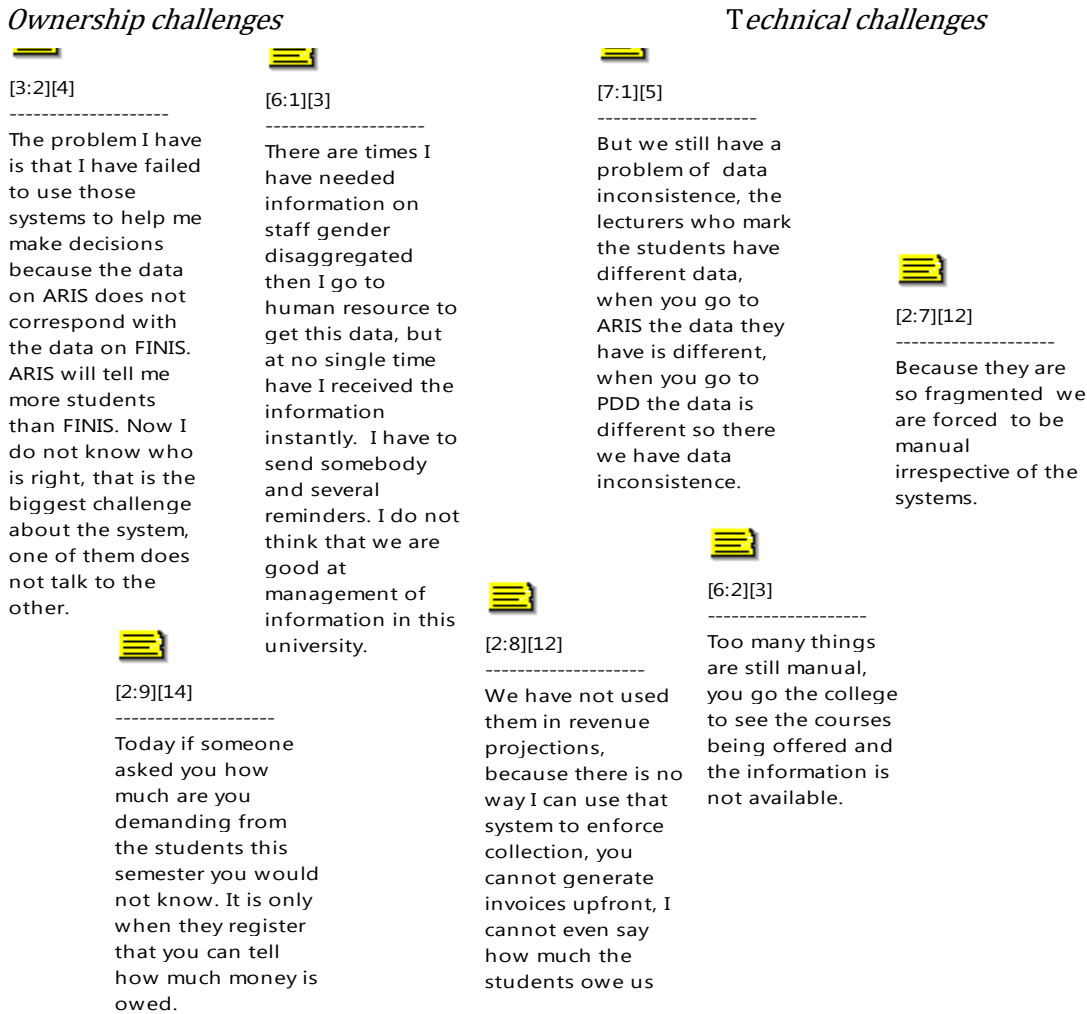 Ownership challenges
Technical challenges
[3:2][4]
--------------------
The problem I have
is that I have failed
to use those
systems to help me
make decisions
because the data
on ARIS does not
correspond with
the data on FINIS.
ARIS will tell me
more students
than FINIS. Now I
do not know who
is right, that is the
biggest challenge
about the system,
one of them does
not talk to the
other.
[6:1][3]
--------------------
There are times I
have needed
information on
staff gender
disaggregated
then I go to
human resource to
get this data, but
at no single time
have I received the
information
instantly. I have to
send somebody
and several
reminders. I do not
think that we are
good at
management of
information in this
university.
[7:1][5]
--------------------
But we still have a
problem of data
inconsistence, the
lecturers who mark
the students have
different data,
when you go to
ARIS the data they
have is different,
when you go to
PDD the data is
different so there
we have data
inconsistence.
[2:7][12]
--------------------
Because they are
so fragmented we
are forced to be
manual
irrespective of the
systems.
[2:9][14]
--------------------
Today if someone
asked you how
much are you
demanding from
the students this
semester you would
not know. It is only
when they register
that you can tell
how much money is
owed.
[2:8][12]
--------------------
We have not used
them in revenue
projections,
because there is no
way I can use that
system to enforce
collection, you
cannot generate
invoices upfront, I
cannot even say
how much the
students owe us
[6:2][3]
--------------------
Too many things
are still manual,
you go the college
to see the courses
being offered and
the information is
not available.